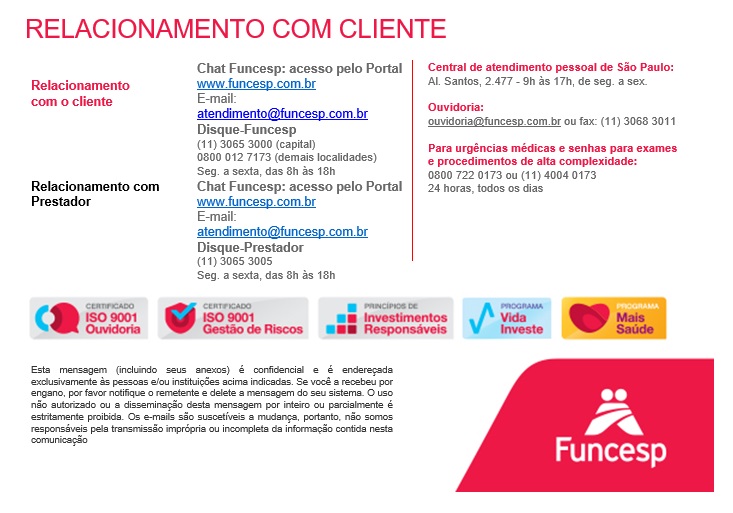 RELACIONAMENTO COM CLIENTE
Relacionamento
com o cliente
Chat Funcesp: acesso pelo Portal
www.funcesp.com.br
E-mail:
atendimento@funcesp.com.br
Disque-Funcesp
(11) 3065 3000 (capital)
0800 012 7173 (demais localidades)
Seg. a sexta, das 8h às 18h
Relacionamento com
Prestador
Chat Funcesp: acesso pelo Portal
www.funcesp.com.br
E-mail:
atendimento@funcesp.com.br
Disque-Prestador
(11) 3065 3005
Seg. a sexta, das 8h às 18h
Central de atendimento pessoal de São Paulo:
Al. Santos, 2.477 - 9h às 17h, de seg. a sex.
Ouvidoria:
ouvidoria@funcesp.com.br ou fax: (11) 3068 3011
Para urgências médicas e senhas para exames
e procedimentos de alta complexidade:
0800 722 0173 ou (11) 4004 0173
24 horas, todos os dias
CERTIFICADO
ISO 9001
Ouvidoria
CERTIFICADO
ISO 9001
Gestão de Riscos
PRINCÍPIOS DE
Investimentos
Responsáveis
PROGRAMA
Vida
Investe
PROGRAMA
Mais
Saúde
Esta mensagem (incluindo seus anexos) é confidencial e é endereçada
exclusivamente às pessoas e/ou instituições acima indicadas. Se você a recebeu por
engano, por favor notifique o remetente e delete a mensagem do seu sistema. O uso
não autorizado ou a disseminação desta mensagem por inteiro ou parcialmente é
estritamente proibida. Os e-mails são suscetíveis a mudança, portanto, não somos
responsáveis pela transmissão imprópria ou incompleta da informação contida nesta
comunicação
Funcesp